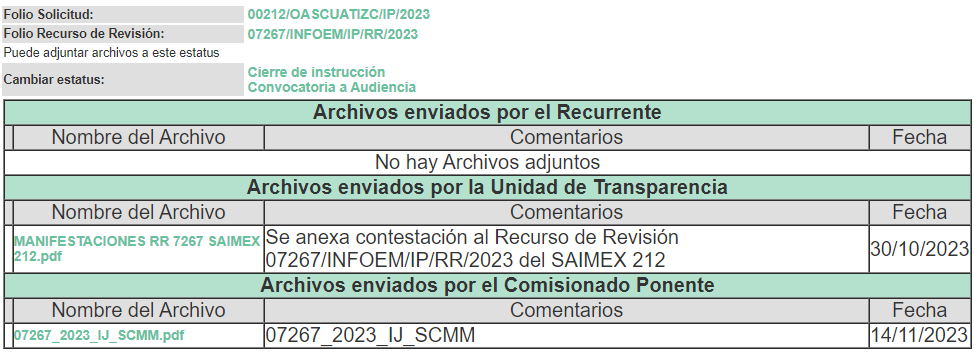 Folio Solicitud: 00212/OASCUATIZC/IP/2023
Folio Recurso de Revisión: 07267/INFOEM/IP/RR/2023
Puede adjuntar archivos a este estatus
Cambiar estatus: Cierre de instrucción
Convocatoria a Audiencia
Archivos enviados por el Recurrente
Nombre del Archivo Comentarios Fecha
No hay Archivos adjuntos
Archivos enviados por la Unidad de Transparencia
Nombre del Archivo Comentarios Fecha
MANIFESTACIONES RR 7267 SAIMEX
212.pdf
Se anexa contestación al Recurso de Revisión
07267/INFOEM/IP/RR/2023 del SAIMEX 212
30/10/2023
Archivos enviados por el Comisionado Ponente
Nombre del Archivo Comentarios Fecha
07267_2023_IJ_SCMM.pdf 07267_2023_IJ_SCMM 14/11/2023